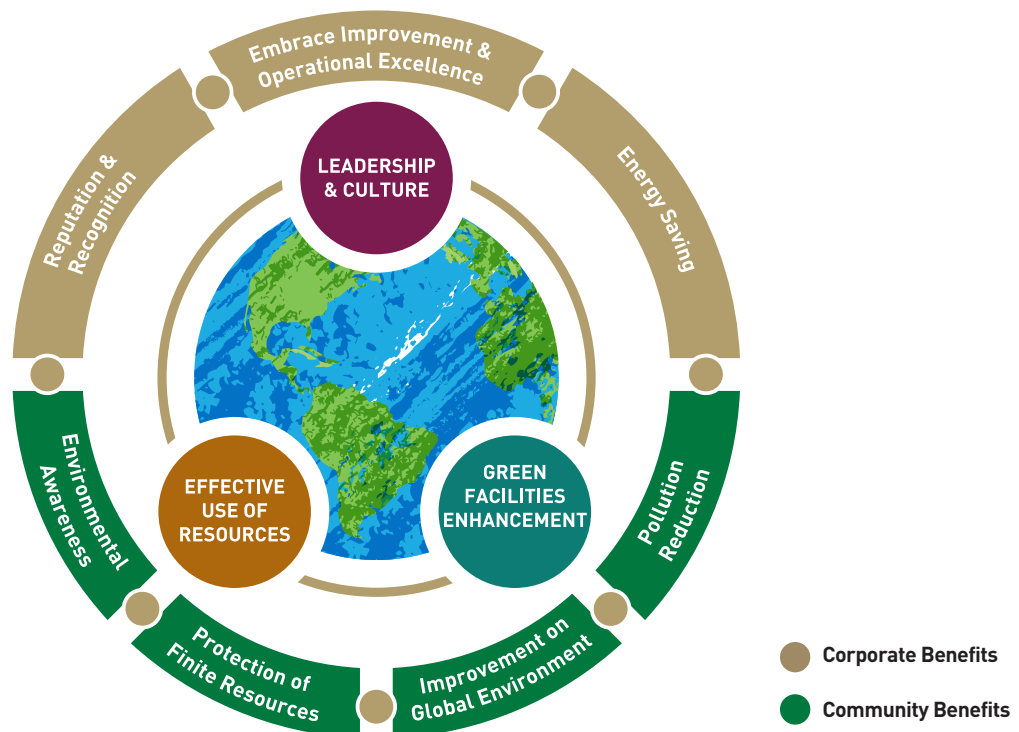 Embrace Improvement &
Operational Excellence
Reputation &
Recognition
Energy Saving
LEADERSHIP
& CULTURE
EFFECTIVE
USE OF
RESOURCES
GREEN
FACILITIES
ENHANCEMENT
Environmental
Awareness
Pollution
Reduction
Protection of
Finite Resources
Improvement on
Global Environment
Corporate Benefits
Community Benefits